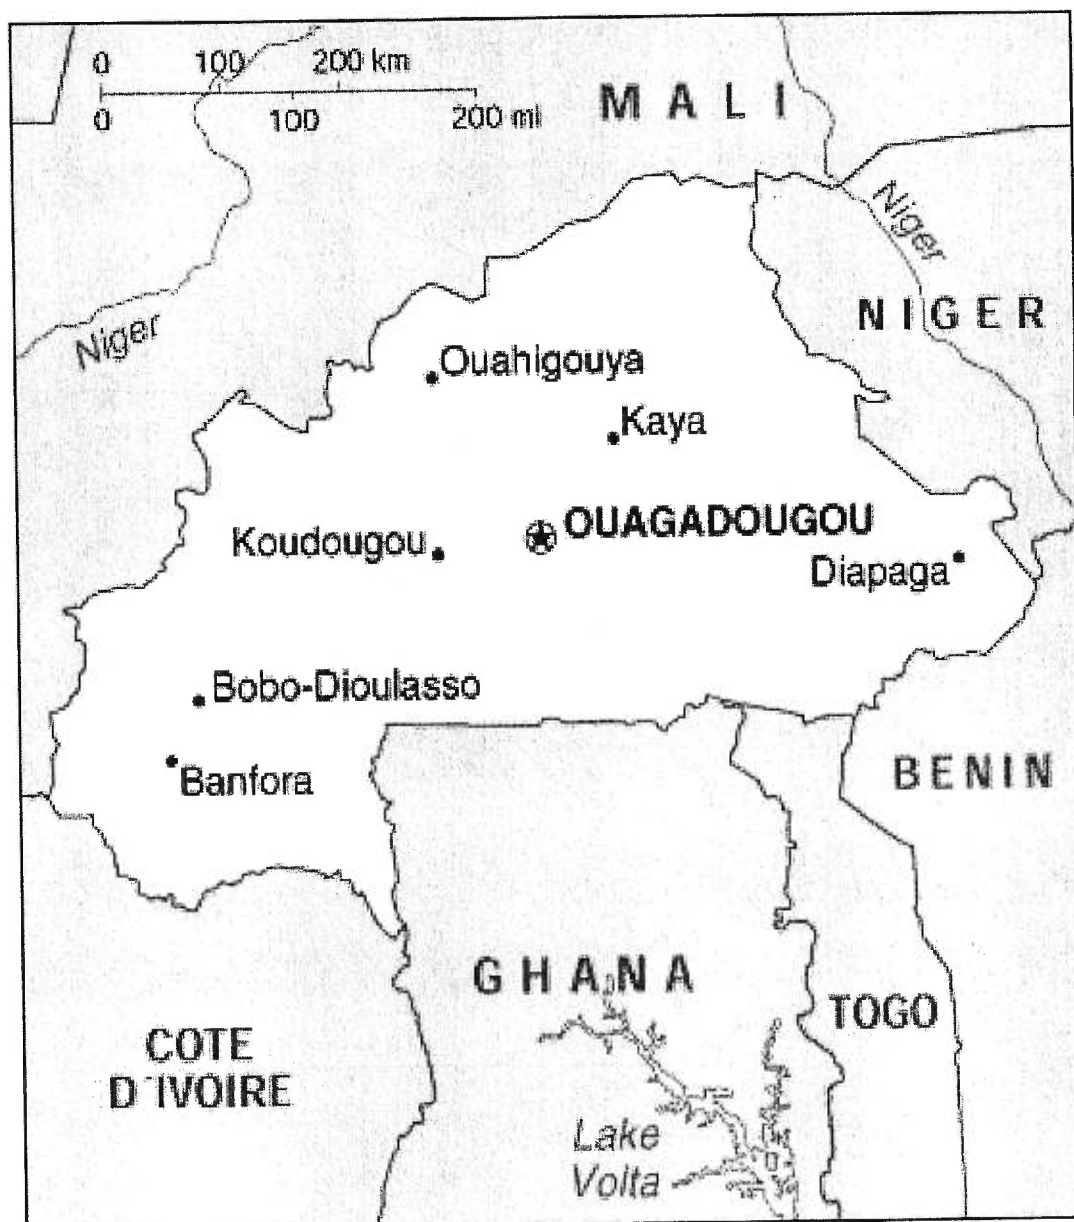 0 100 200 km
0 100 200 mi
MALI
Niger
NIGER
Niger
Ouahigouya
Kaya
OUAGADOUGOU
Koudougou
Diapaga
Bobo-Dioulasso
Banfora
BENIN
GHANA
TOGO
COTE
D'IVOIRE
Lake
Volta